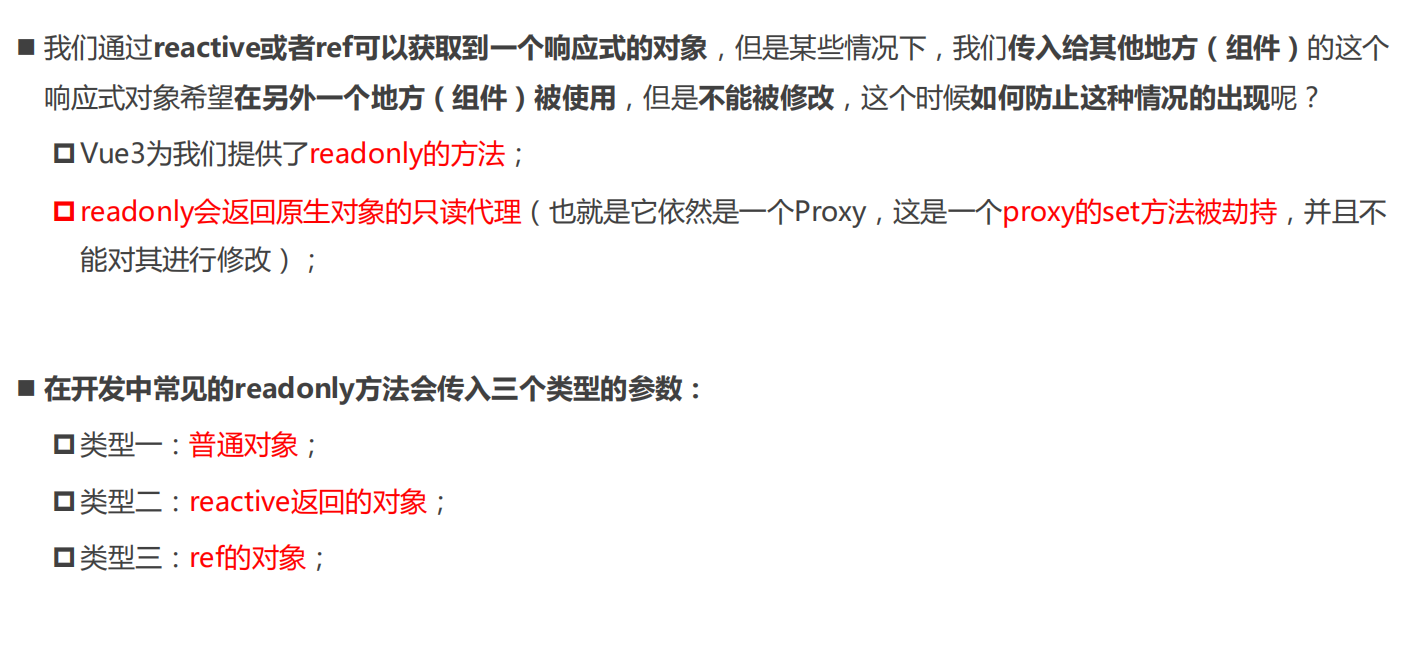 ■ 我们通过reactive或者ref可以获取到一个响应式的对象，但是某些情况下，我们传入给其他地方（组件）的这个
响应式对象希望在另外一个地方（组件）被使用，但是不能被修改，这个时候如何防止这种情况的出现呢？
Vue3为我们提供了readonly的方法；
readonly会返回原生对象的只读代理（也就是它依然是一个Proxy，这是一个proxy的set方法被劫持，并且不
能对其进行修改）；
■ 在开发中常见的readonly方法会传入三个类型的参数：
类型一：普通对象；
类型二：reactive返回的对象；
类型三：ref的对象；